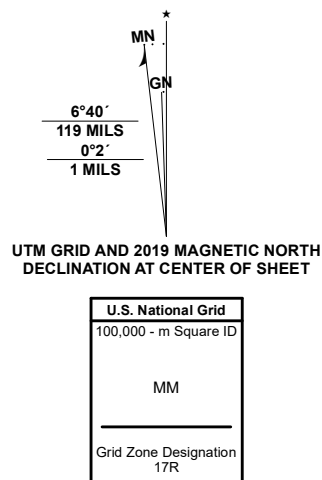 MN
GN
6°40´
119 MILS
0°2´
1 MILS
UTM GRID AND 2019 MAGNETIC NORTH
DECLINATION AT CENTER OF SHEET
U.S. National Grid
100,000 - m Square ID
MM
Grid Zone Designation
17R